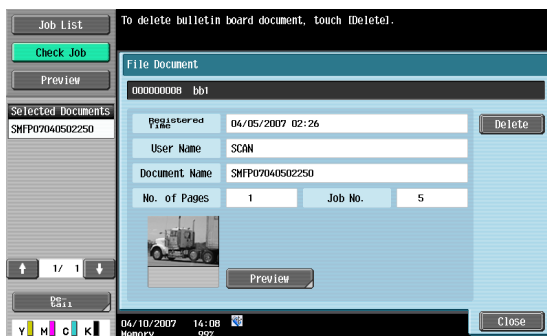 Job List
To delete bulletin board document, touch [Delete].
Check Job
Preview
File Document
000000008 bb1
Selected Documents
SMFP07040502250
Registered Time
04/05/2007 02:26
Delete
User Name
SCAN
Document Name
SMFP07040502250
No. of Pages
1
Job No.
5
1/ 1
Preview
De-
tail
Close
04/10/2007 14:08
Memory 99%
Y M C K